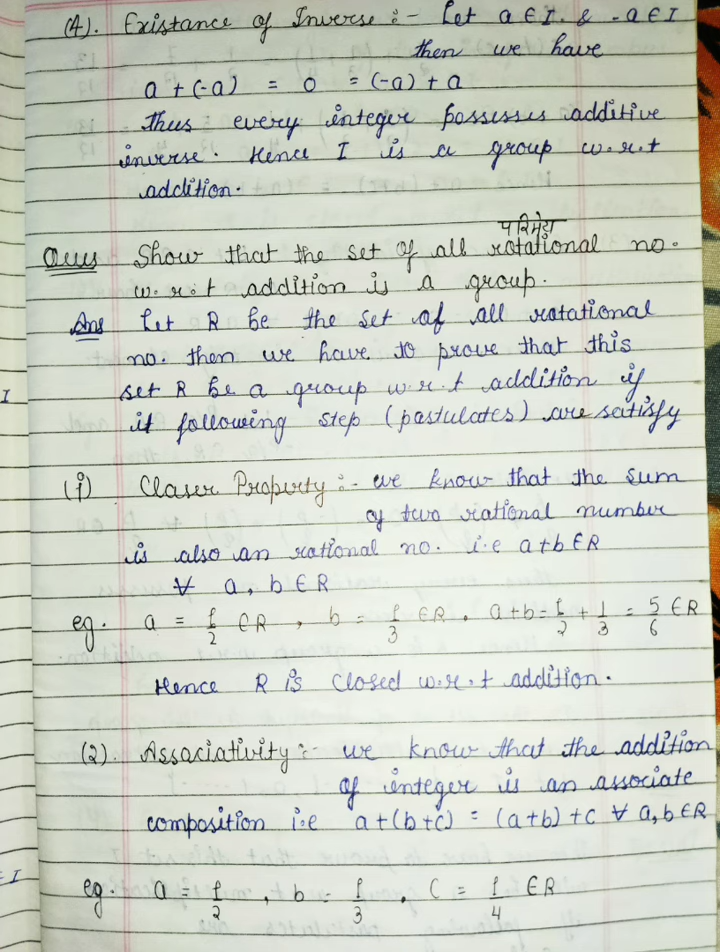 (4). Existance of Inverse :- Let a ∈ I. & -a ∈ I
then we have
a + (-a) = 0 = (-a) + a
Thus every integer possesses additive
inverse. Hence I is a group w.r.t
addition.
परिमेय
Ques Show that the set of all rotational no.
w.r.t addition is a group.
Ans Let R be the set of all rotational
no. then we have to prove that this
set R be a group w.r.t addition if
it following step (pastulates) are satisfy
(1) Claser Property :- we know that the sum
of two rational number
is also an rational no. i.e a+b ∈ R
∀ a, b ∈ R
eg. a = 1/2 ∈ R, b = 1/3 ∈ R. a+b = 1/2 + 1/3 = 5/6 ∈ R
Hence R is closed w.r.t addition.
(2). Associativity :- we know that the addition
of integer is an associate
composition i.e a+(b+c) = (a+b)+c ∀ a, b ∈ R
eg. a = 1/2, b = 1/3, c = 1/4 ∈ R
I
I